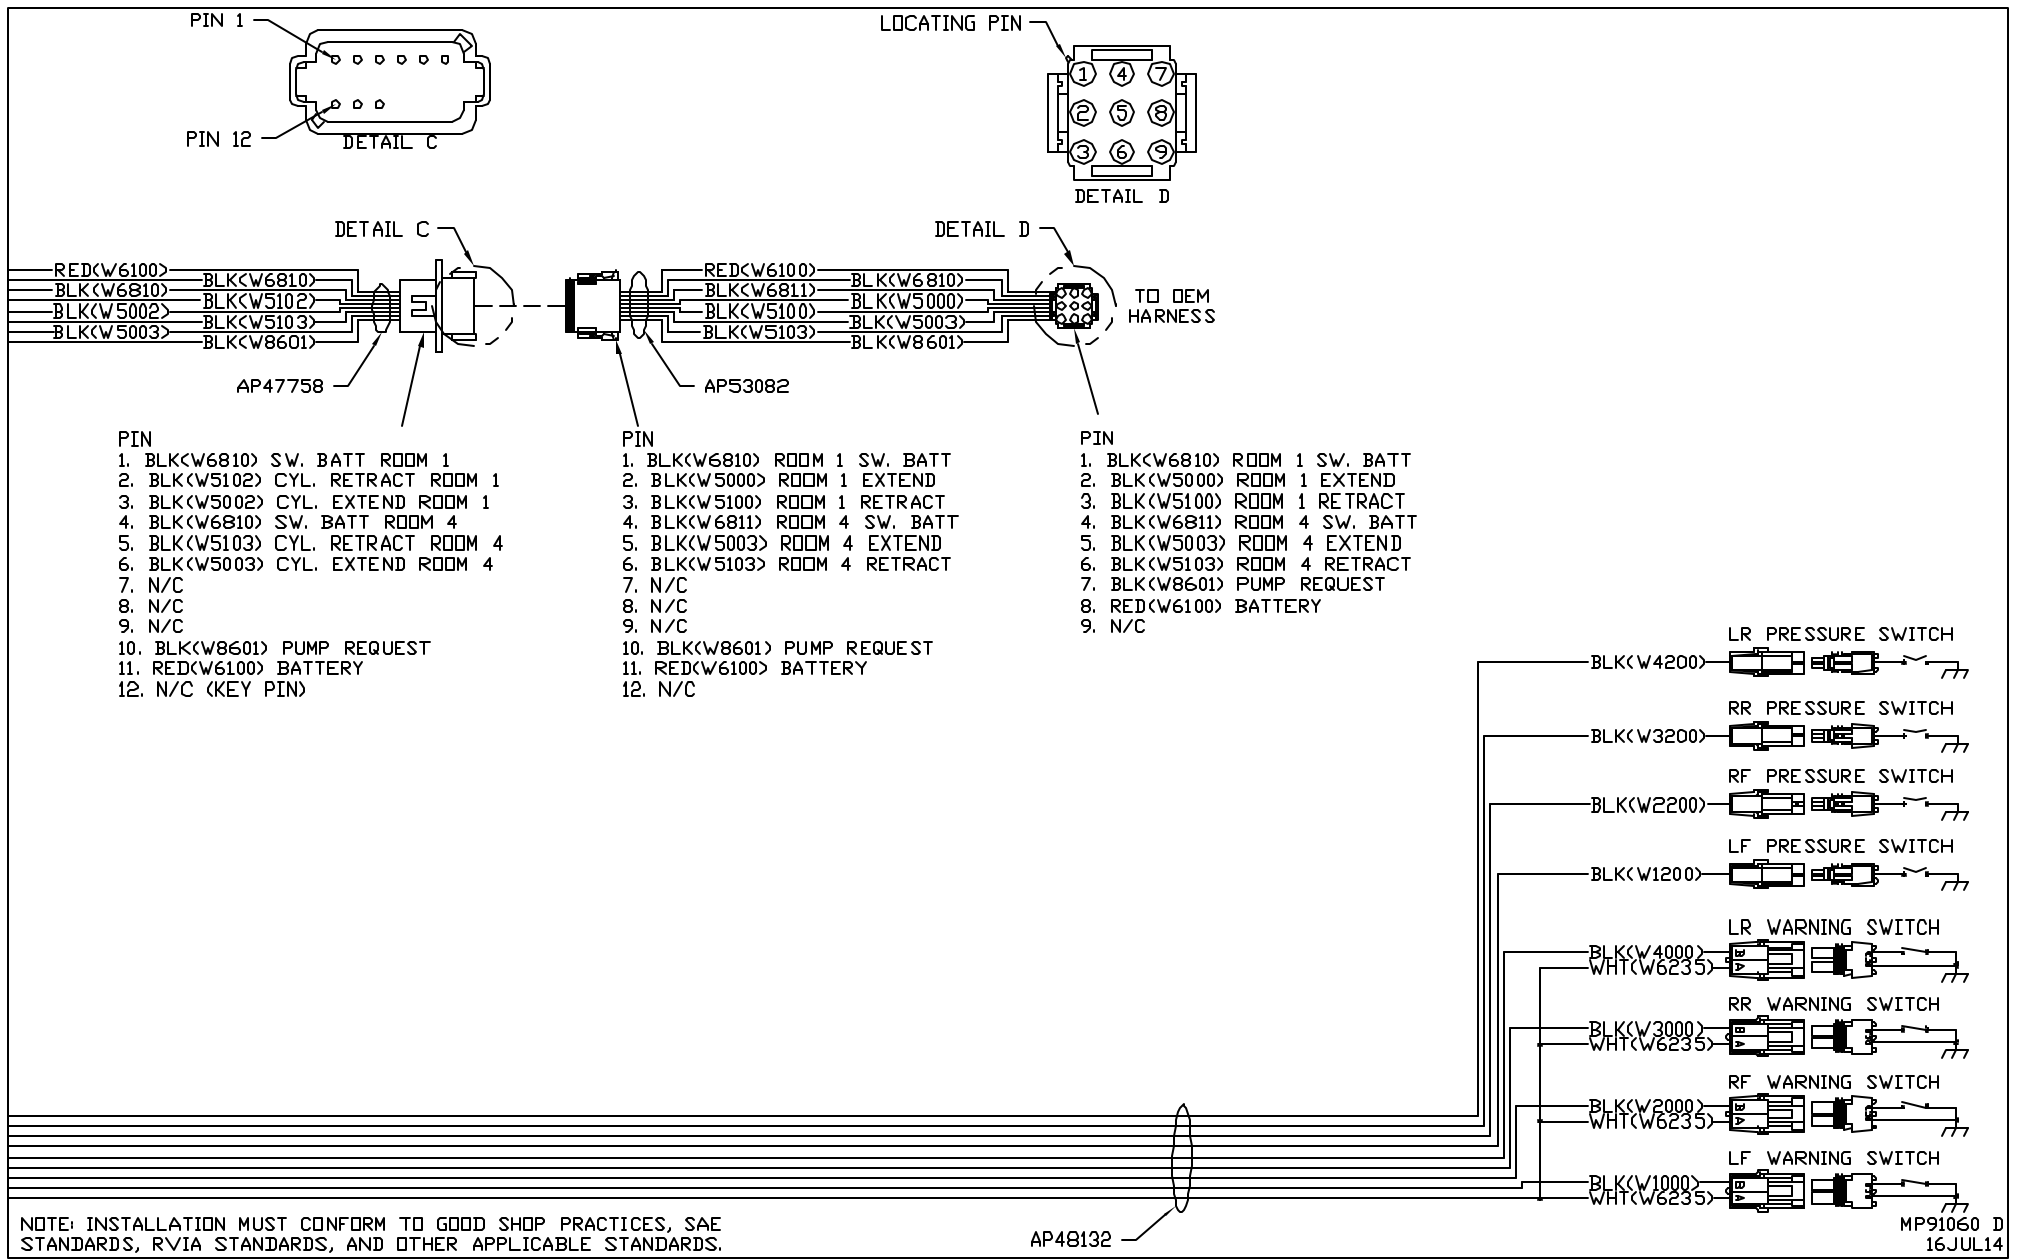 PIN 1
PIN 12
DETAIL C
LOCATING PIN
1 4 7
2 5 8
3 6 9
DETAIL D
DETAIL C
DETAIL D
RED(W6100)
BLK(W6810)
BLK(W6810)
BLK(W5102)
BLK(W5002)
BLK(W5103)
BLK(W5003)
BLK(W8601)
RED(W6100)
BLK(W6810)
BLK(W6811)
BLK(W5000)
BLK(W5100)
BLK(W5003)
BLK(W5103)
BLK(W8601)
TO OEM
HARNESS
AP47758
AP53082
PIN
1. BLK(W6810) SW. BATT ROOM 1
2. BLK(W5102) CYL. RETRACT ROOM 1
3. BLK(W5002) CYL. EXTEND ROOM 1
4. BLK(W6810) SW. BATT ROOM 4
5. BLK(W5103) CYL. RETRACT ROOM 4
6. BLK(W5003) CYL. EXTEND ROOM 4
7. N/C
8. N/C
9. N/C
10. BLK(W8601) PUMP REQUEST
11. RED(W6100) BATTERY
12. N/C (KEY PIN)
PIN
1. BLK(W6810) ROOM 1 SW. BATT
2. BLK(W5000) ROOM 1 EXTEND
3. BLK(W5100) ROOM 1 RETRACT
4. BLK(W6811) ROOM 4 SW. BATT
5. BLK(W5003) ROOM 4 EXTEND
6. BLK(W5103) ROOM 4 RETRACT
7. N/C
8. N/C
9. N/C
10. BLK(W8601) PUMP REQUEST
11. RED(W6100) BATTERY
12. N/C
PIN
1. BLK(W6810) ROOM 1 SW. BATT
2. BLK(W5000) ROOM 1 EXTEND
3. BLK(W5100) ROOM 1 RETRACT
4. BLK(W6811) ROOM 4 SW. BATT
5. BLK(W5003) ROOM 4 EXTEND
6. BLK(W5103) ROOM 4 RETRACT
7. BLK(W8601) PUMP REQUEST
8. RED(W6100) BATTERY
9. N/C
LR PRESSURE SWITCH
BLK(W4200)
RR PRESSURE SWITCH
BLK(W3200)
RF PRESSURE SWITCH
BLK(W2200)
LF PRESSURE SWITCH
BLK(W1200)
LR WARNING SWITCH
BLK(W4000) B
WHT(W6235) A
RR WARNING SWITCH
BLK(W3000) B
WHT(W6235) A
RF WARNING SWITCH
BLK(W2000) B
WHT(W6235) A
LF WARNING SWITCH
BLK(W1000) B
WHT(W6235) A
AP48132
NOTE: INSTALLATION MUST CONFORM TO GOOD SHOP PRACTICES, SAE
STANDARDS, RVIA STANDARDS, AND OTHER APPLICABLE STANDARDS.
MP91060 D
16JUL14